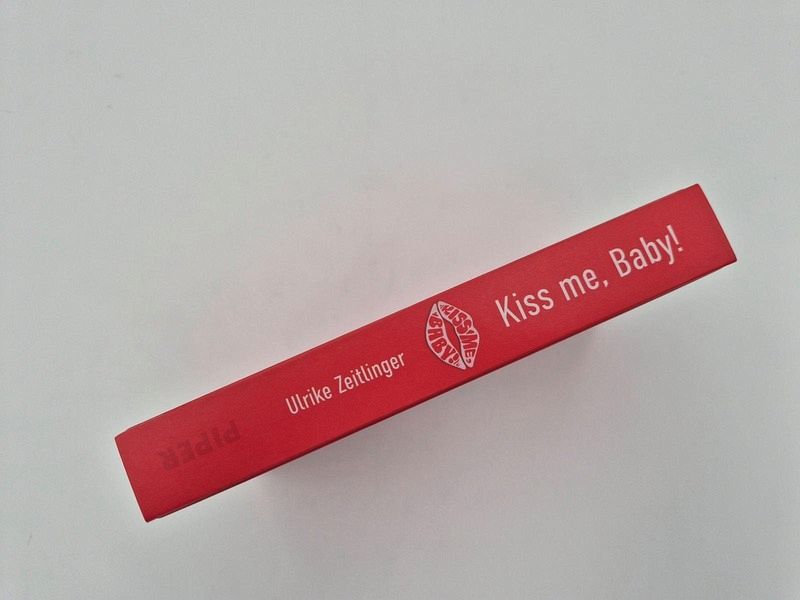 PIPER
Ulrike Zeitlinger
KISS ME
BABY!
Kiss me, Baby!